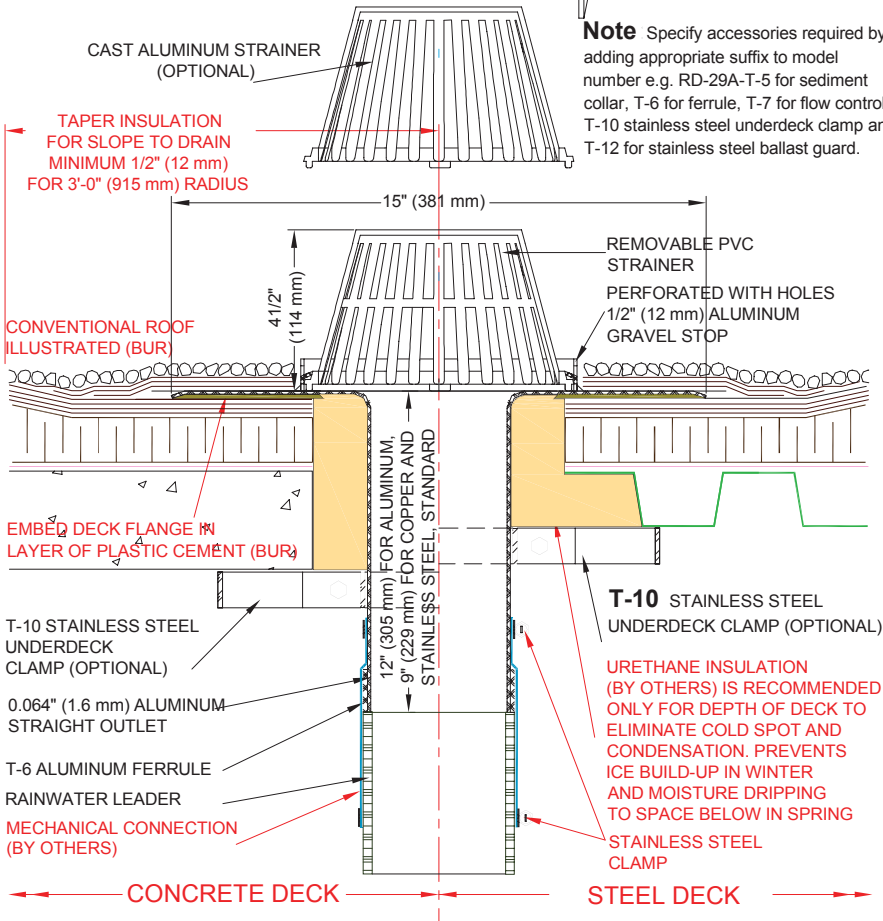 CAST ALUMINUM STRAINER
(OPTIONAL)
Note Specify accessories required by
adding appropriate suffix to model
number e.g. RD-29A-T-5 for sediment
collar, T-6 for ferrule, T-7 for flow control
T-10 stainless steel underdeck clamp an
T-12 for stainless steel ballast guard.
TAPER INSULATION
FOR SLOPE TO DRAIN
MINIMUM 1/2" (12 mm)
FOR 3'-0" (915 mm) RADIUS
15" (381 mm)
41/2"
(114 mm)
REMOVABLE PVC
STRAINER
PERFORATED WITH HOLES
1/2" (12 mm) ALUMINUM
GRAVEL STOP
CONVENTIONAL ROOF
ILLUSTRATED (BUR)
12" (305 mm) FOR ALUMINUM,
9" (229 mm) FOR COPPER AND
STAINLESS STEEL, STANDARD
EMBED DECK FLANGE IN
LAYER OF PLASTIC CEMENT (BUR)
T-10 STAINLESS STEEL
UNDERDECK
CLAMP (OPTIONAL)
0.064" (1.6 mm) ALUMINUM
STRAIGHT OUTLET
T-6 ALUMINUM FERRULE
RAINWATER LEADER
MECHANICAL CONNECTION
(BY OTHERS)
T-10 STAINLESS STEEL
UNDERDECK CLAMP (OPTIONAL)
URETHANE INSULATION
(BY OTHERS) IS RECOMMENDED
ONLY FOR DEPTH OF DECK TO
ELIMINATE COLD SPOT AND
CONDENSATION. PREVENTS
ICE BUILD-UP IN WINTER
AND MOISTURE DRIPPING
TO SPACE BELOW IN SPRING
STAINLESS STEEL
CLAMP
CONCRETE DECK
STEEL DECK